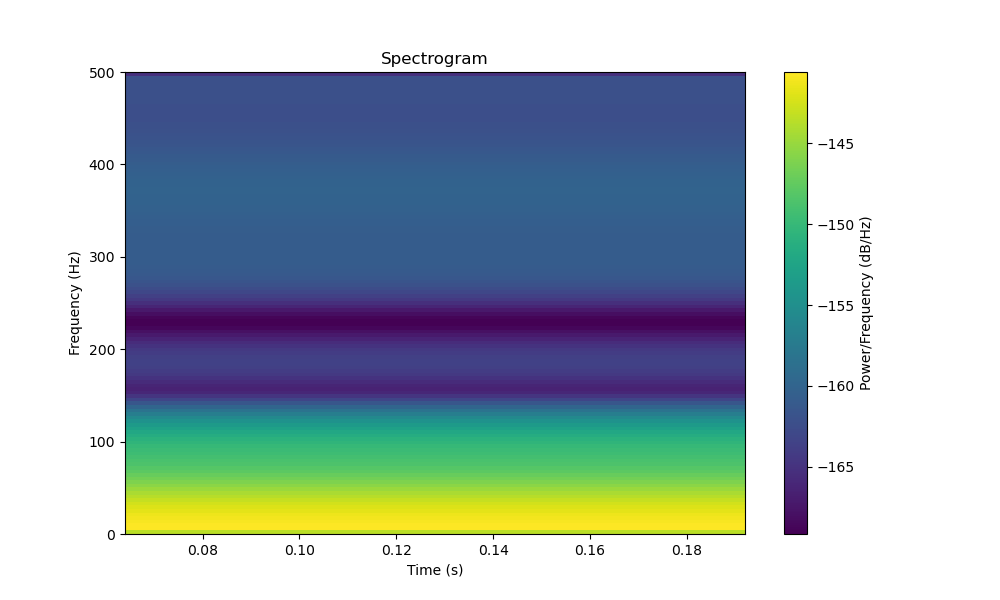 Spectrogram
500
400
300
200
100
0
Frequency (Hz)
0.08 0.10 0.12 0.14 0.16 0.18
Time (s)
−145
−150
−155
−160
−165
Power/Frequency (dB/Hz)